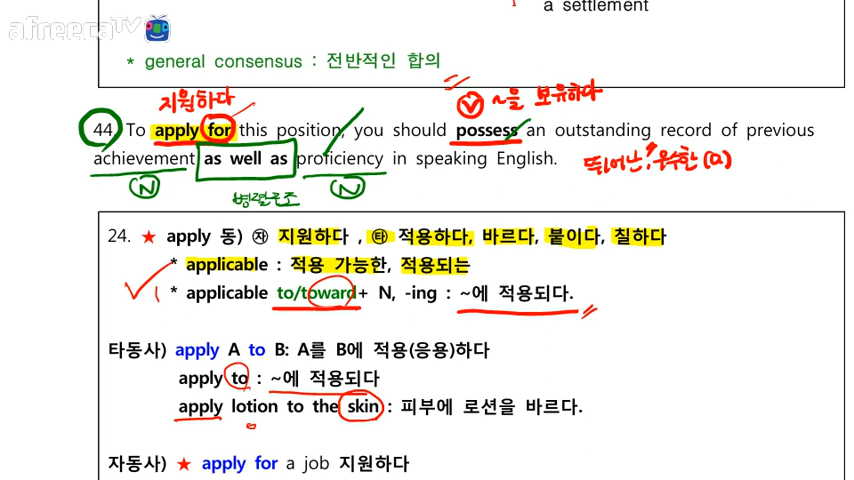 a settlement
afreecaTV
* general consensus : 전반적인 합의
지원하다
ⓥ ~을 보유하다
44. To apply for this position, you should possess an outstanding record of previous
achievement as well as proficiency in speaking English.
뛰어난, 우수한 (a)
Ⓝ Ⓝ
병렬구조
24. ★ apply 동) ㉂ 지원하다 , ㉣ 적용하다, 바르다, 붙이다, 칠하다
* applicable : 적용 가능한, 적용되는
* applicable to/toward+ N, -ing : ~에 적용되다.
타동사) apply A to B: A를 B에 적용(응용)하다
apply to : ~에 적용되다
apply lotion to the skin : 피부에 로션을 바르다.
자동사) ★ apply for a job 지원하다